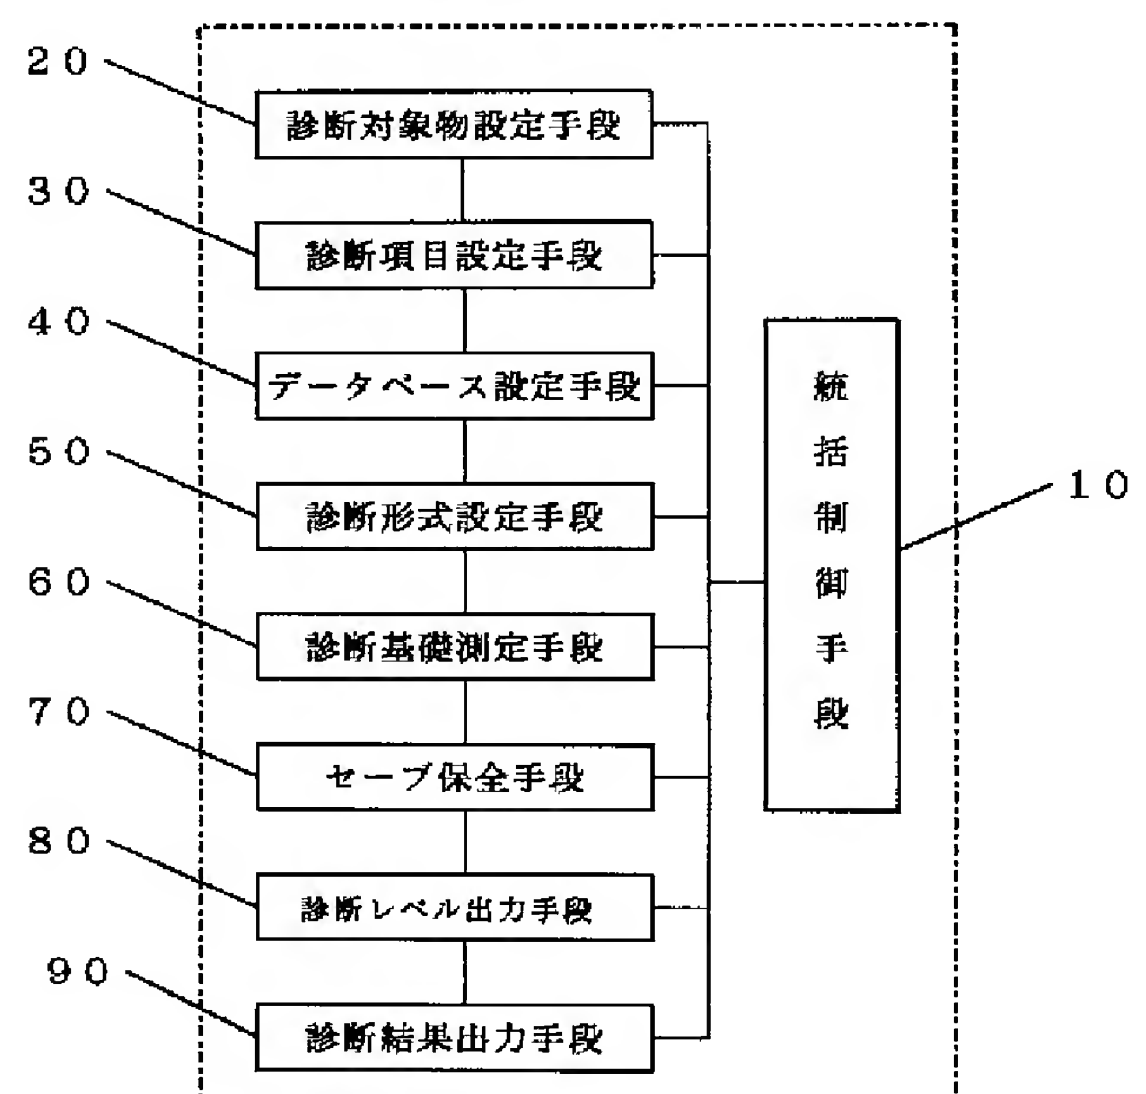 ２０
診断対象物設定手段
３０
診断項目設定手段
４０
データベース設定手段
５０
診断形式設定手段
６０
診断基礎測定手段
７０
セーブ保全手段
８０
診断レベル出力手段
９０
診断結果出力手段
統括制御手段
１０